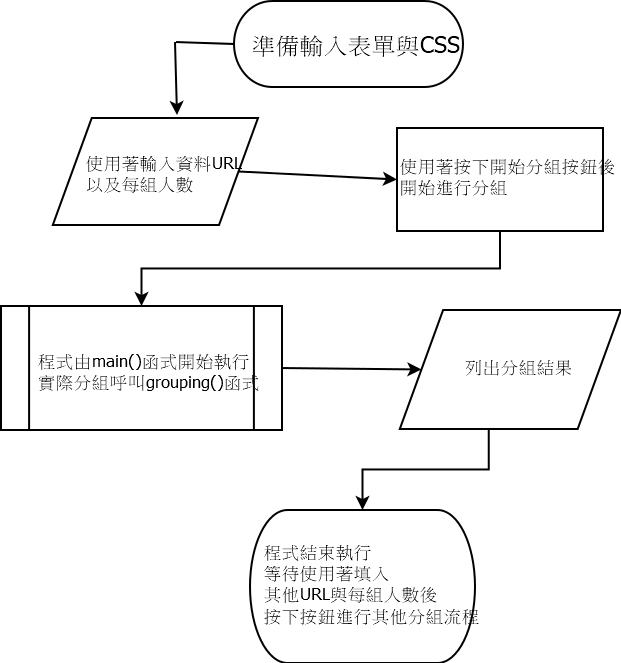 準備輸入表單與CSS
使用著輸入資料URL
以及每組人數
使用著按下開始分組按鈕後
開始進行分組
程式由main()函式開始執行
實際分組呼叫grouping()函式
列出分組結果
程式結束執行
等待使用著填入
其他URL與每組人數後
按下按鈕進行其他分組流程